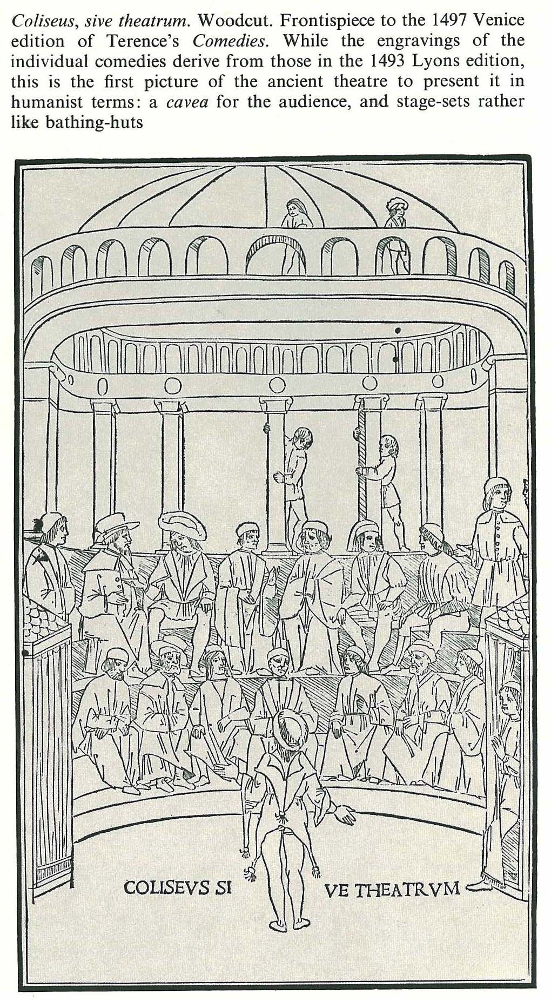 Coliseus, sive theatrum. Woodcut. Frontispiece to the 1497 Venice
edition of Terence's Comedies. While the engravings of the
individual comedies derive from those in the 1493 Lyons edition,
this is the first picture of the ancient theatre to present it in
humanist terms: a cavea for the audience, and stage-sets rather
like bathing-huts
COLISEVS SI VE THEATRVM